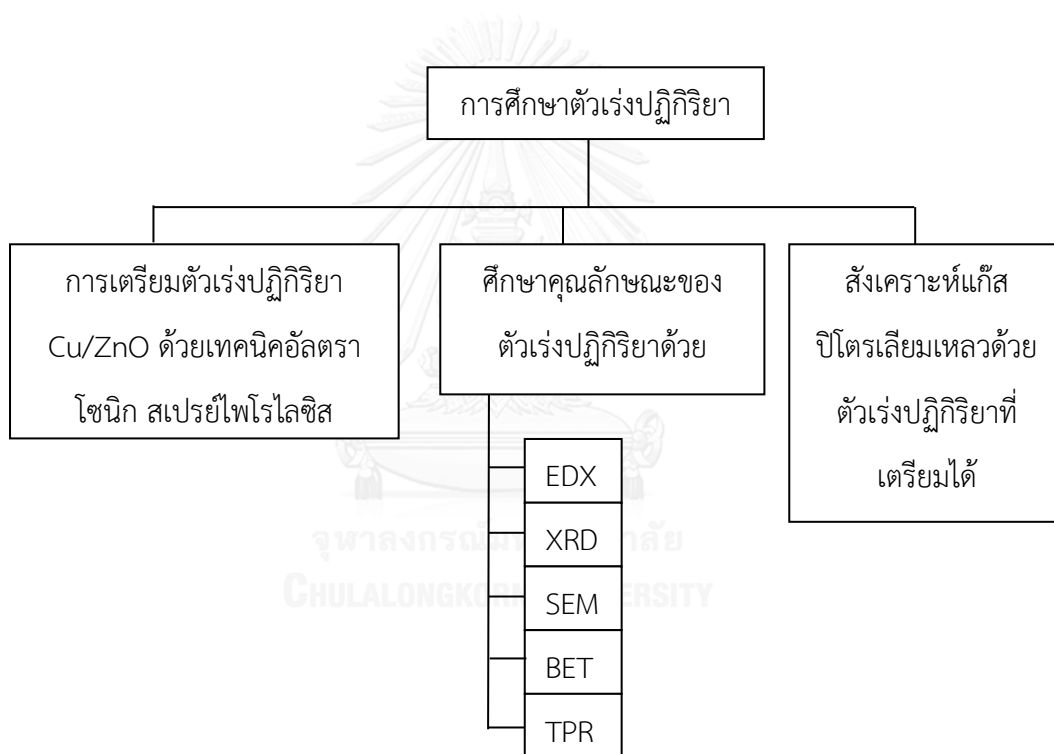 การศึกษาตัวเร่งปฏิกิริยา
การเตรียมตัวเร่งปฏิกิริยา
Cu/ZnO ด้วยเทคนิคอัลตรา
โซนิก สเปรย์ไพโรไลซิส
ศึกษาคุณลักษณะของ
ตัวเร่งปฏิกิริยาด้วย
EDX
XRD
SEM
BET
TPR
สังเคราะห์แก๊ส
ปิโตรเลียมเหลวด้วย
ตัวเร่งปฏิกิริยาที่
เตรียมได้